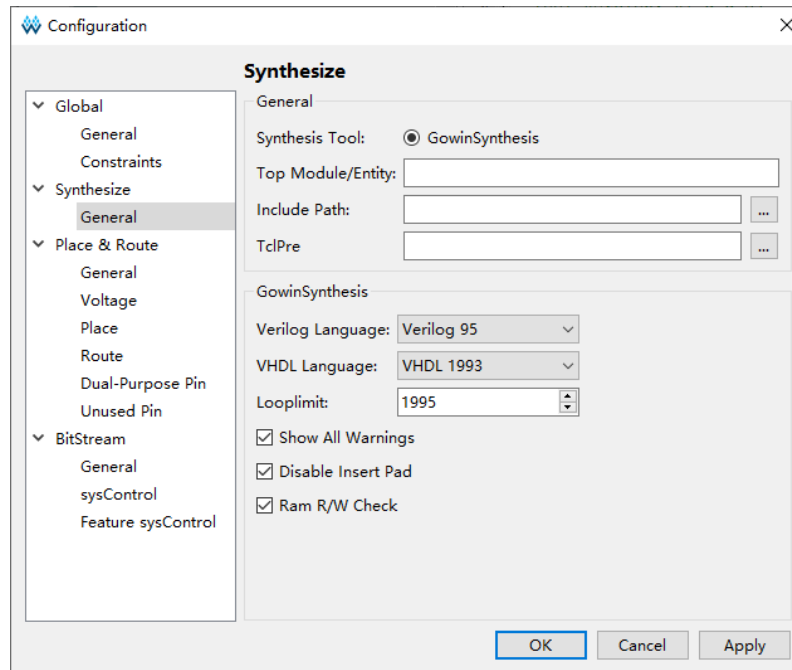 Configuration
Synthesize
Global
General
Constraints
Synthesize
General
Place & Route
General
Voltage
Place
Route
Dual-Purpose Pin
Unused Pin
BitStream
General
sysControl
Feature sysControl
General
Synthesis Tool: GowinSynthesis
Top Module/Entity:
Include Path: ...
TclPre ...
GowinSynthesis
Verilog Language: Verilog 95
VHDL Language: VHDL 1993
Looplimit: 1995
Show All Warnings
Disable Insert Pad
Ram R/W Check
OK Cancel Apply